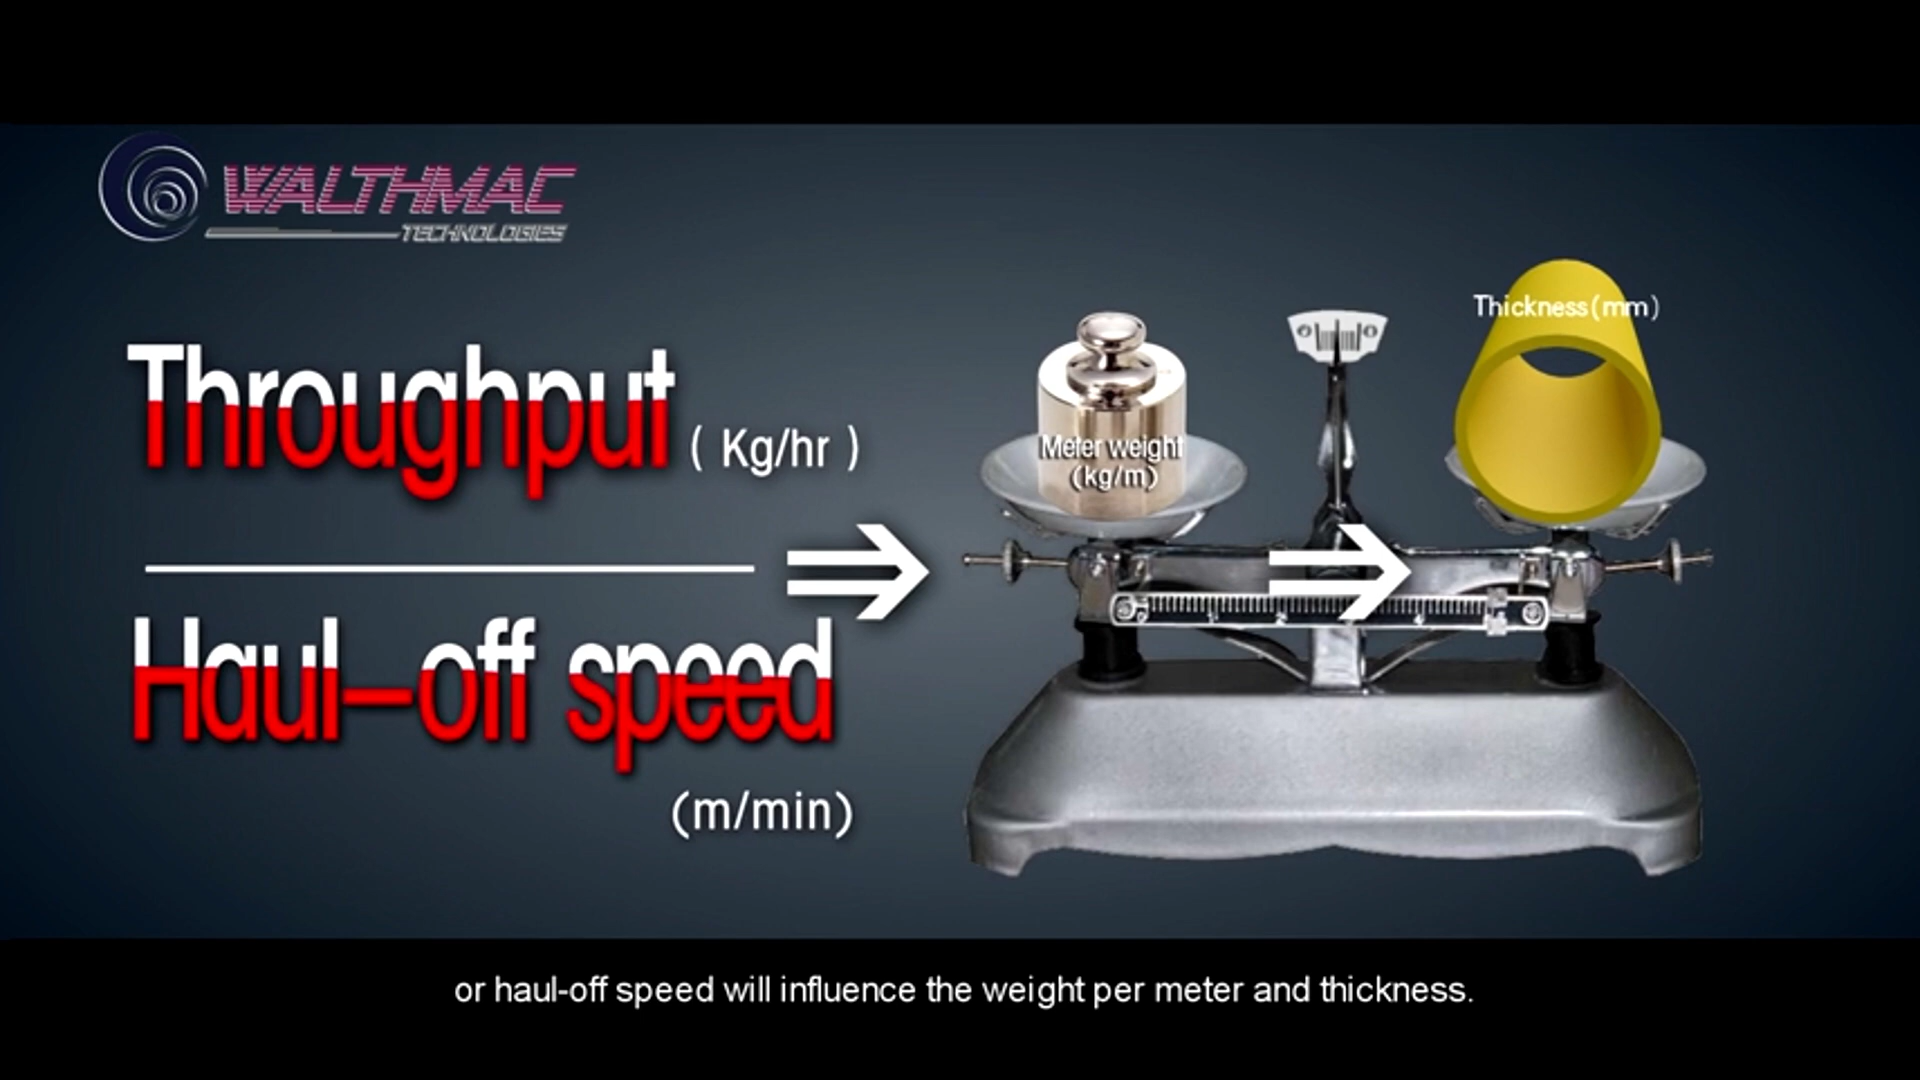 WALTHMAC
TECHNOLOGIES
Throughput ( Kg/hr )
Haul-off speed
(m/min)
Meter weight
(kg/m)
Thickness(mm)
or haul-off speed will influence the weight per meter and thickness.